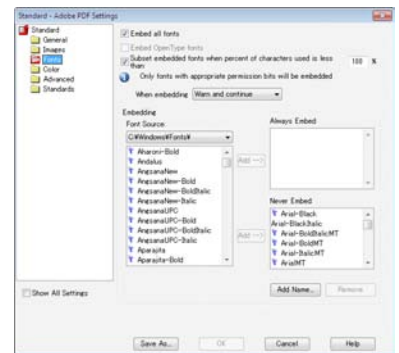 Standard - Adobe PDF Settings
Standard
General
Images
Fonts
Color
Advanced
Standards
Show All Settings
Embed all fonts
Embed OpenType fonts
Subset embedded fonts when percent of characters used is less than
100 %
Only fonts with appropriate permission bits will be embedded
When embedding Warn and continue
Embedding
Font Source:
C:¥Windows¥Fonts¥
Aharoni-Bold
Andalus
AngsanaNew
AngsanaNew-Bold
AngsanaNew-BoldItalic
AngsanaNew-Italic
AngsanaUPC
AngsanaUPC-Bold
AngsanaUPC-BoldItalic
AngsanaUPC-Italic
Aparajita
Aparajita-Bold
Add -->
Add -->
Always Embed
Never Embed
Arial-Black
Arial-BlackItalic
Arial-BoldItalicMT
Arial-BoldMT
Arial-ItalicMT
ArialMT
Add Name...
Remove
Save As...
OK
Cancel
Help